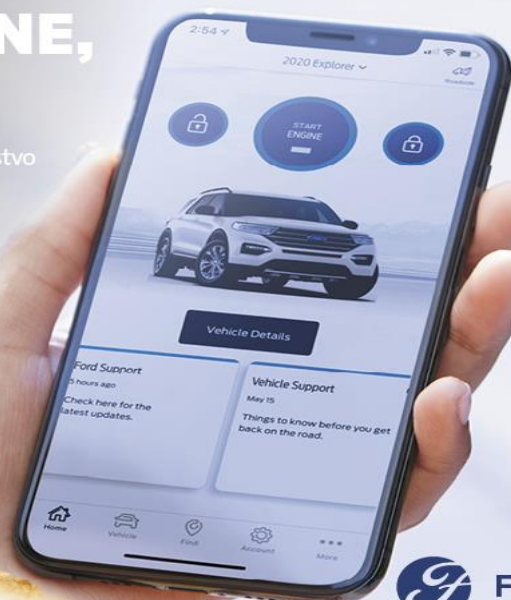 NE,
tvo
2:54
2020 Explorer
Roadside
START
ENGINE
Vehicle Details
Ford Support
5 hours ago
Check here for the
latest updates.
Vehicle Support
May 15
Things to know before you get
back on the road.
Home
Vehicle
Find
Account
More
F